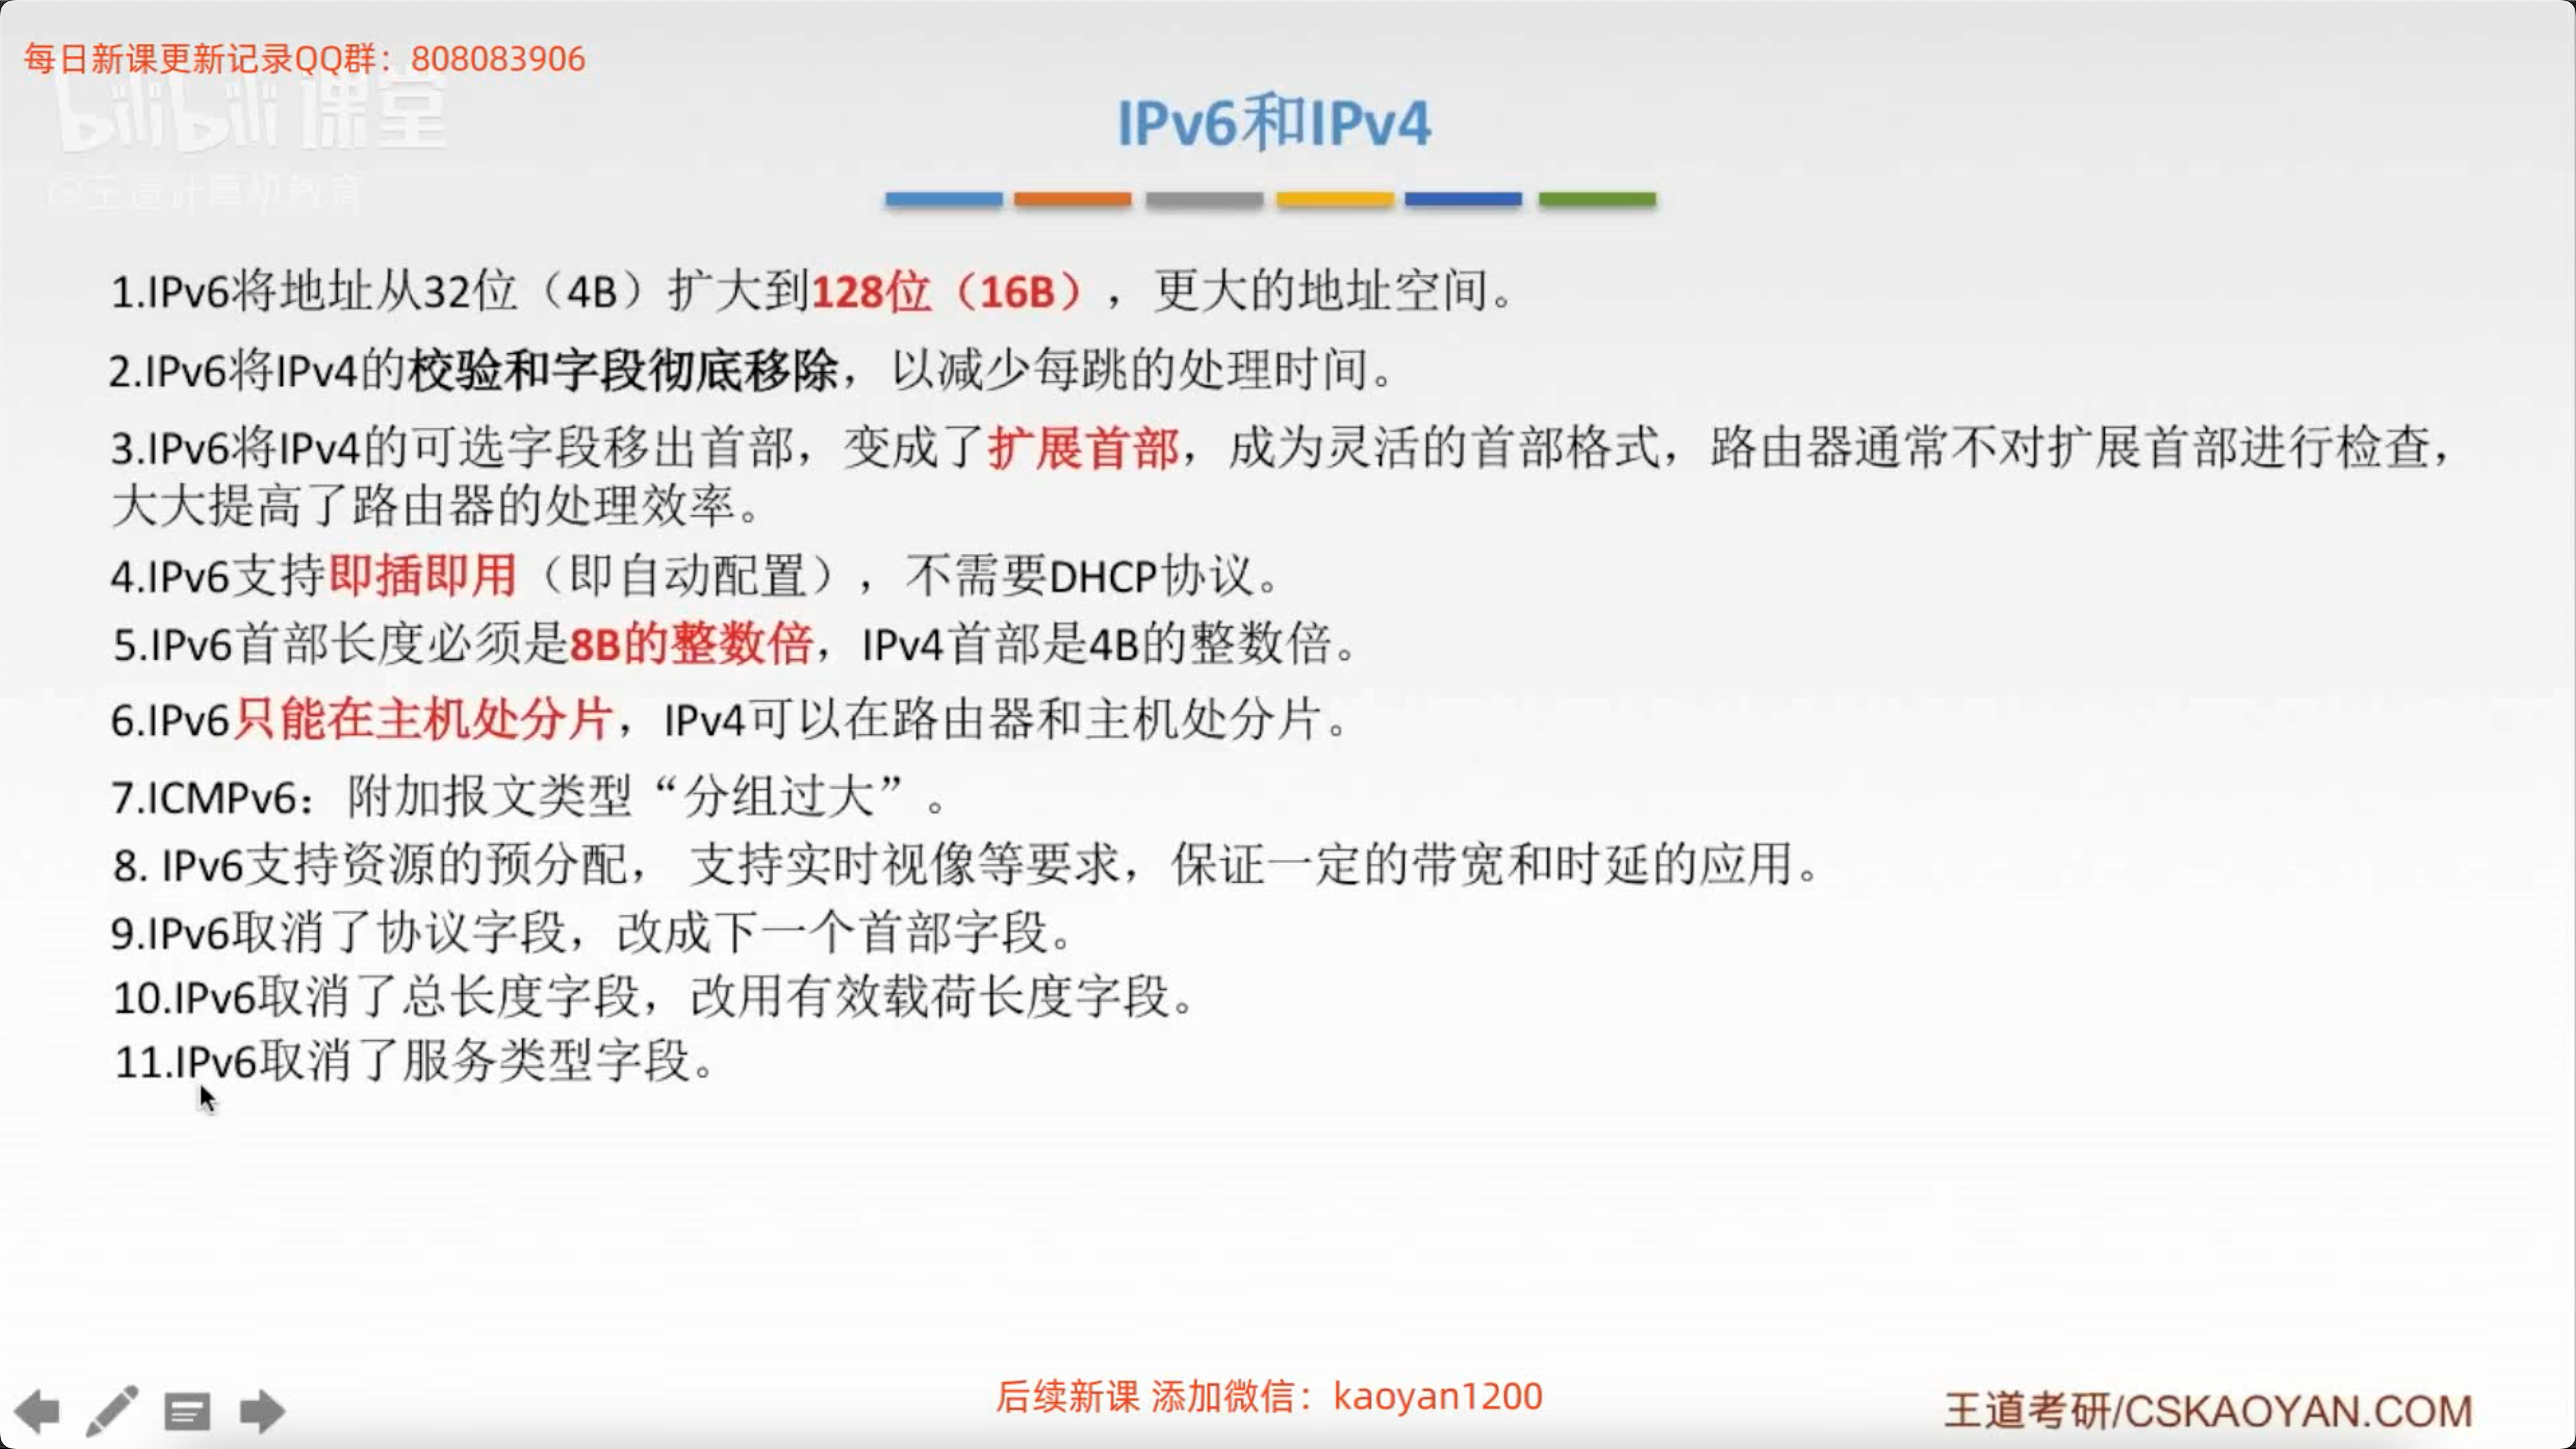 每日新课更新记录QQ群：808083906
bilibili 课堂
@王道计算机教育
IPv6和IPv4
1.IPv6将地址从32位（4B）扩大到128位（16B），更大的地址空间。
2.IPv6将IPv4的校验和字段彻底移除，以减少每跳的处理时间。
3.IPv6将IPv4的可选字段移出首部，变成了扩展首部，成为灵活的首部格式，路由器通常不对扩展首部进行检查，
大大提高了路由器的处理效率。
4.IPv6支持即插即用（即自动配置），不需要DHCP协议。
5.IPv6首部长度必须是8B的整数倍，IPv4首部是4B的整数倍。
6.IPv6只能在主机处分片，IPv4可以在路由器和主机处分片。
7.ICMPv6：附加报文类型“分组过大”。
8. IPv6支持资源的预分配， 支持实时视像等要求，保证一定的带宽和时延的应用。
9.IPv6取消了协议字段，改成下一个首部字段。
10.IPv6取消了总长度字段，改用有效载荷长度字段。
11.IPv6取消了服务类型字段。
后续新课 添加微信：kaoyan1200
王道考研/CSKAOYAN.COM